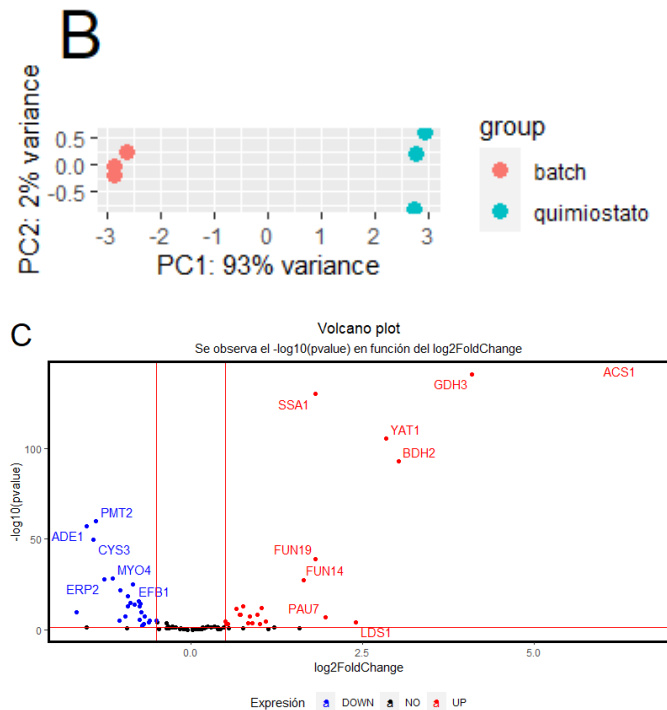 B
PC2: 2% variance
0.5
0.0
-0.5
-3 -2 -1 0 1 2 3
PC1: 93% variance
group
batch
quimiostato
C
Volcano plot
Se observa el -log10(pvalue) en función del log2FoldChange
-log10(pvalue)
100
50
0
ACS1
GDH3
SSA1
YAT1
BDH2
PMT2
ADE1
CYS3
FUN19
MYO4
FUN14
ERP2
EFB1
PAU7
LDS1
0.0 2.5 5.0
log2FoldChange
Expresión a DOWN a NO a UP